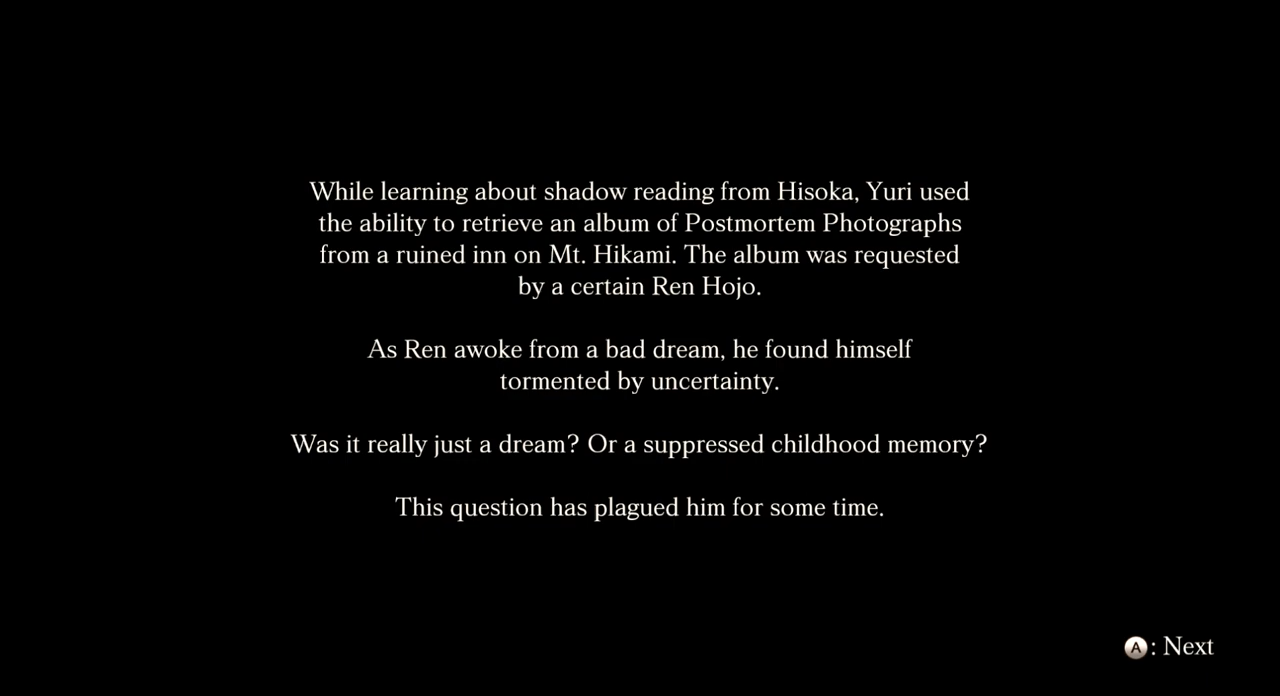 While learning about shadow reading from Hisoka, Yuri used
the ability to retrieve an album of Postmortem Photographs
from a ruined inn on Mt. Hikami. The album was requested
by a certain Ren Hojo.
As Ren awoke from a bad dream, he found himself
tormented by uncertainty.
Was it really just a dream? Or a suppressed childhood memory?
This question has plagued him for some time.
A: Next